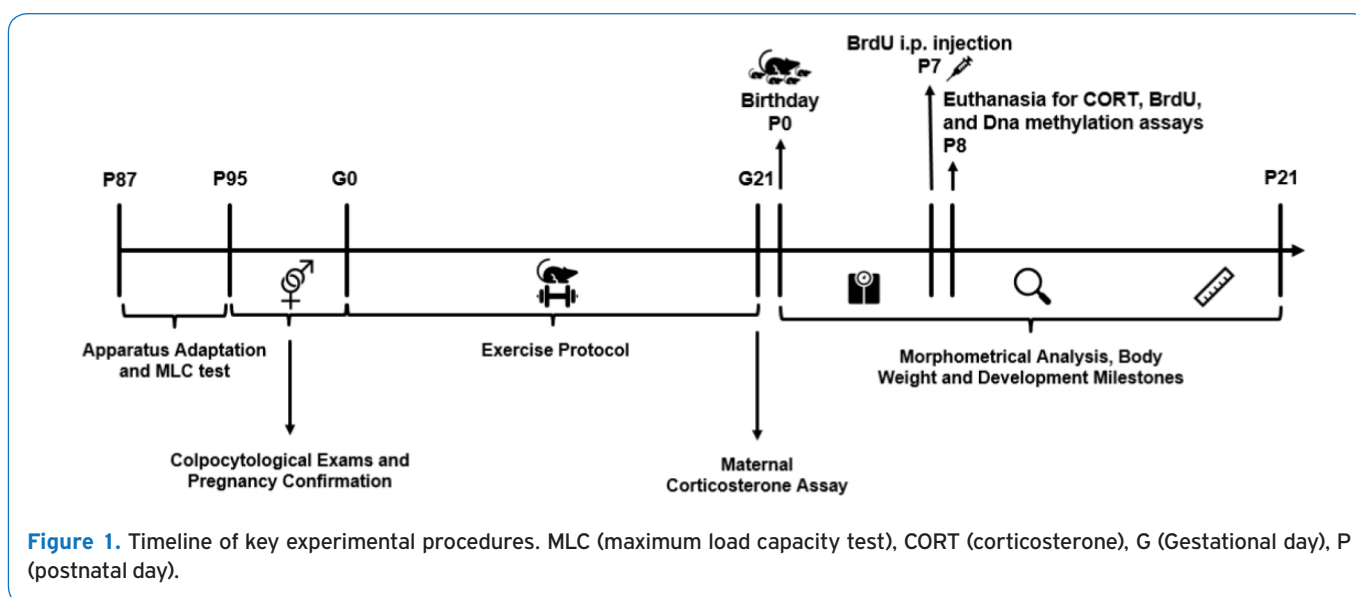 BrdU i.p. injection
P7
Birthday
P0
Euthanasia for CORT, BrdU,
and Dna methylation assays
P8
P87
P95
G0
G21
P21
Apparatus Adaptation
and MLC test
Exercise Protocol
Morphometrical Analysis, Body
Weight and Development Milestones
Colpocytological Exams and
Pregnancy Confirmation
Maternal
Corticosterone Assay
Figure 1. Timeline of key experimental procedures. MLC (maximum load capacity test), CORT (corticosterone), G (Gestational day), P
(postnatal day).